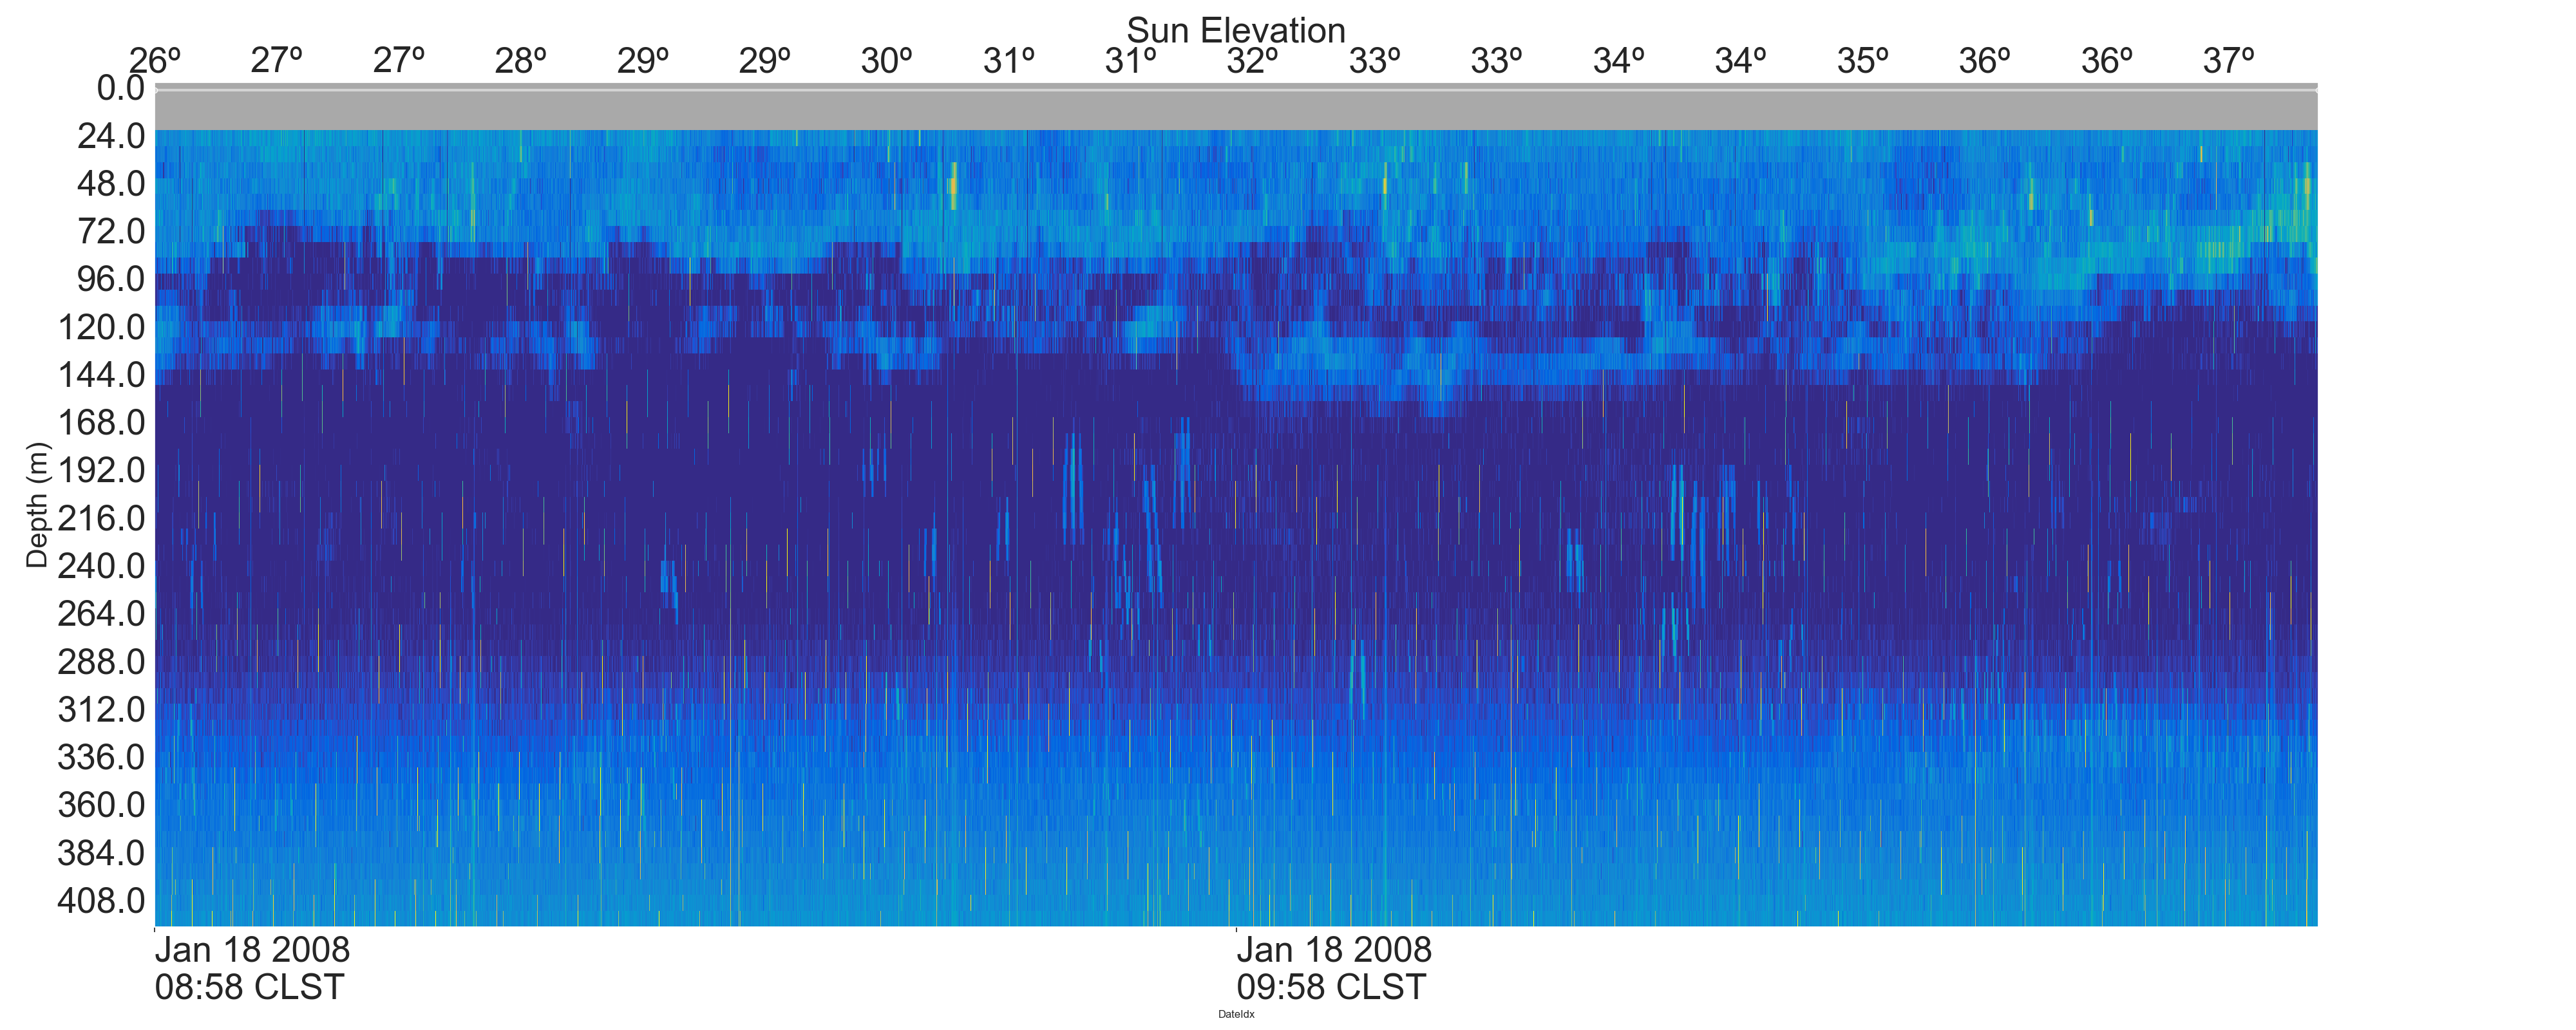 Sun Elevation
26º 27º 27º 28º 29º 29º 30º 31º 31º 32º 33º 33º 34º 34º 35º 36º 36º 37º
0.0
24.0
48.0
72.0
96.0
120.0
144.0
168.0
192.0
216.0
240.0
264.0
288.0
312.0
336.0
360.0
384.0
408.0
Depth (m)
Jan 18 2008
08:58 CLST
Jan 18 2008
09:58 CLST
DateIdx